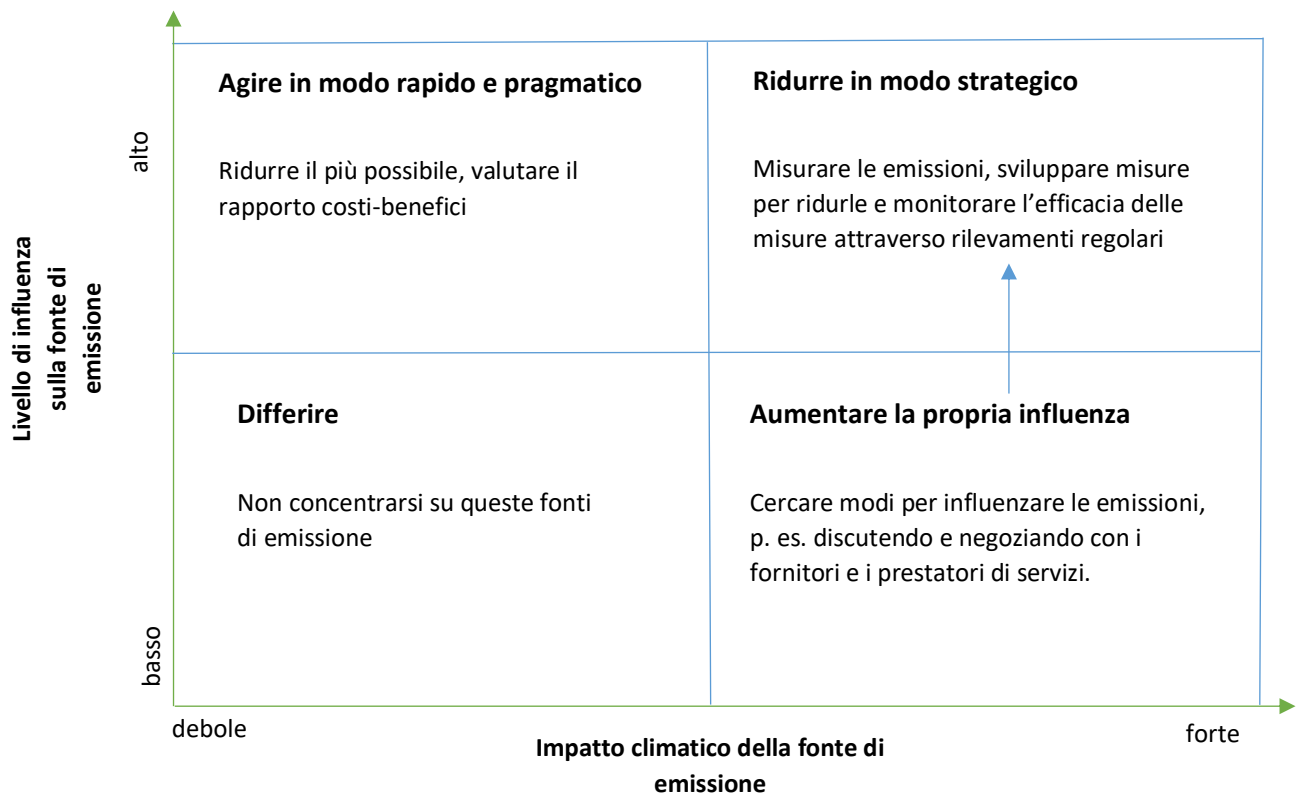 Agire in modo rapido e pragmatico
Ridurre il più possibile, valutare il
rapporto costi-benefici
Ridurre in modo strategico
Misurare le emissioni, sviluppare misure
per ridurle e monitorare l’efficacia delle
misure attraverso rilevamenti regolari
alto
Livello di influenza
sulla fonte di
emissione
Differire
Non concentrarsi su queste fonti
di emissione
Aumentare la propria influenza
Cercare modi per influenzare le emissioni,
p. es. discutendo e negoziando con i
fornitori e i prestatori di servizi.
basso
debole
forte
Impatto climatico della fonte di
emissione